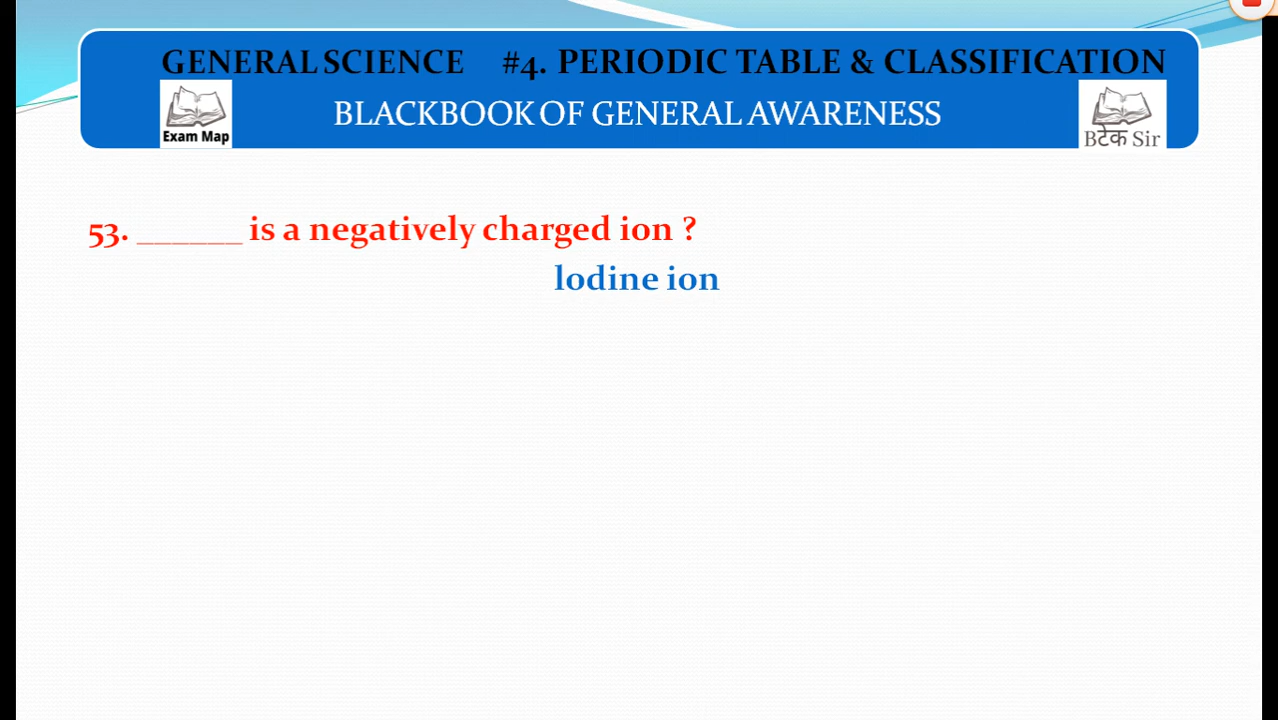 GENERAL SCIENCE #4. PERIODIC TABLE & CLASSIFICATION
BLACKBOOK OF GENERAL AWARENESS
Exam Map
Bटेक Sir
53. ______ is a negatively charged ion ?
lodine ion